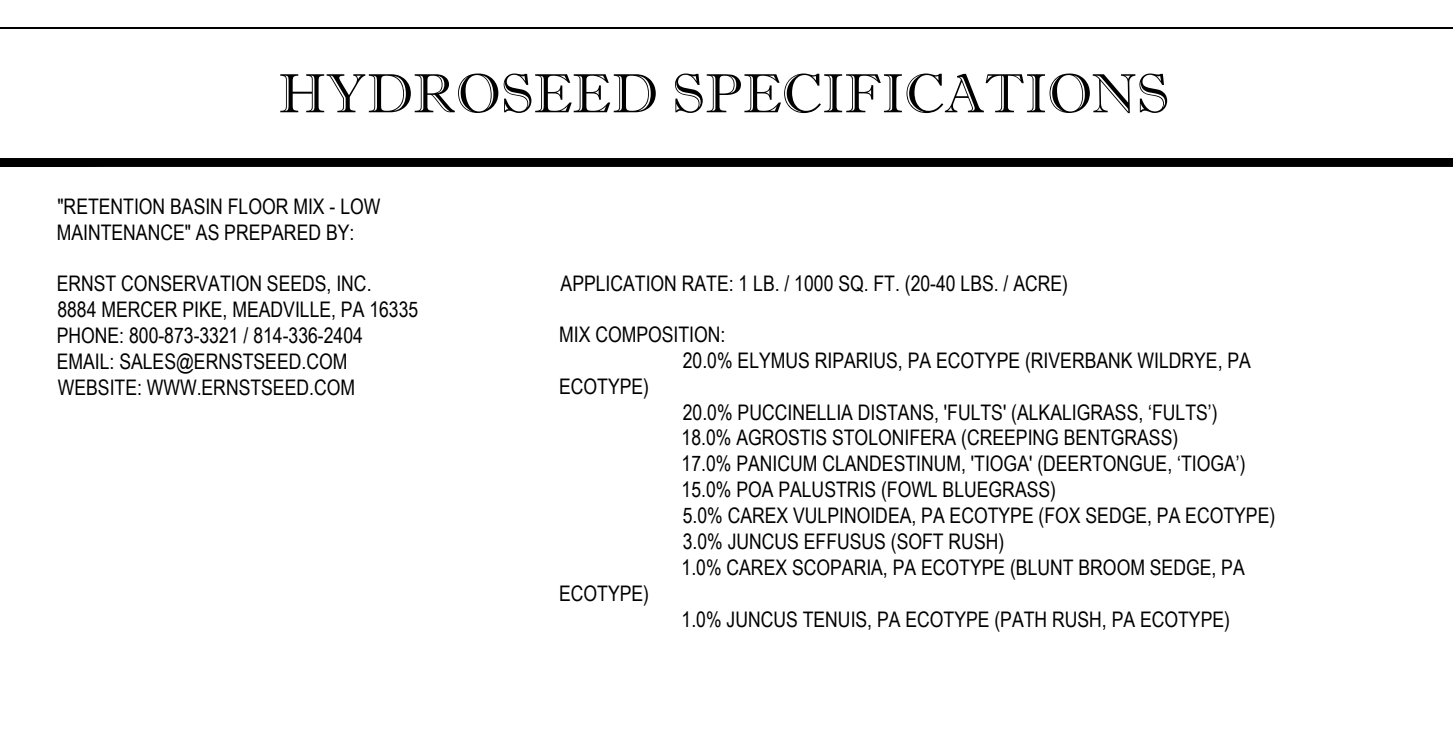 HYDROSEED SPECIFICATIONS
"RETENTION BASIN FLOOR MIX - LOW
MAINTENANCE" AS PREPARED BY:
ERNST CONSERVATION SEEDS, INC.
8884 MERCER PIKE, MEADVILLE, PA 16335
PHONE: 800-873-3321 / 814-336-2404
EMAIL: SALES@ERNSTSEED.COM
WEBSITE: WWW.ERNSTSEED.COM
APPLICATION RATE: 1 LB. / 1000 SQ. FT. (20-40 LBS. / ACRE)
MIX COMPOSITION:
20.0% ELYMUS RIPARIUS, PA ECOTYPE (RIVERBANK WILDRYE, PA
ECOTYPE)
20.0% PUCCINELLIA DISTANS, 'FULTS' (ALKALIGRASS, ‘FULTS’)
18.0% AGROSTIS STOLONIFERA (CREEPING BENTGRASS)
17.0% PANICUM CLANDESTINUM, 'TIOGA' (DEERTONGUE, ‘TIOGA’)
15.0% POA PALUSTRIS (FOWL BLUEGRASS)
5.0% CAREX VULPINOIDEA, PA ECOTYPE (FOX SEDGE, PA ECOTYPE)
3.0% JUNCUS EFFUSUS (SOFT RUSH)
1.0% CAREX SCOPARIA, PA ECOTYPE (BLUNT BROOM SEDGE, PA
ECOTYPE)
1.0% JUNCUS TENUIS, PA ECOTYPE (PATH RUSH, PA ECOTYPE)